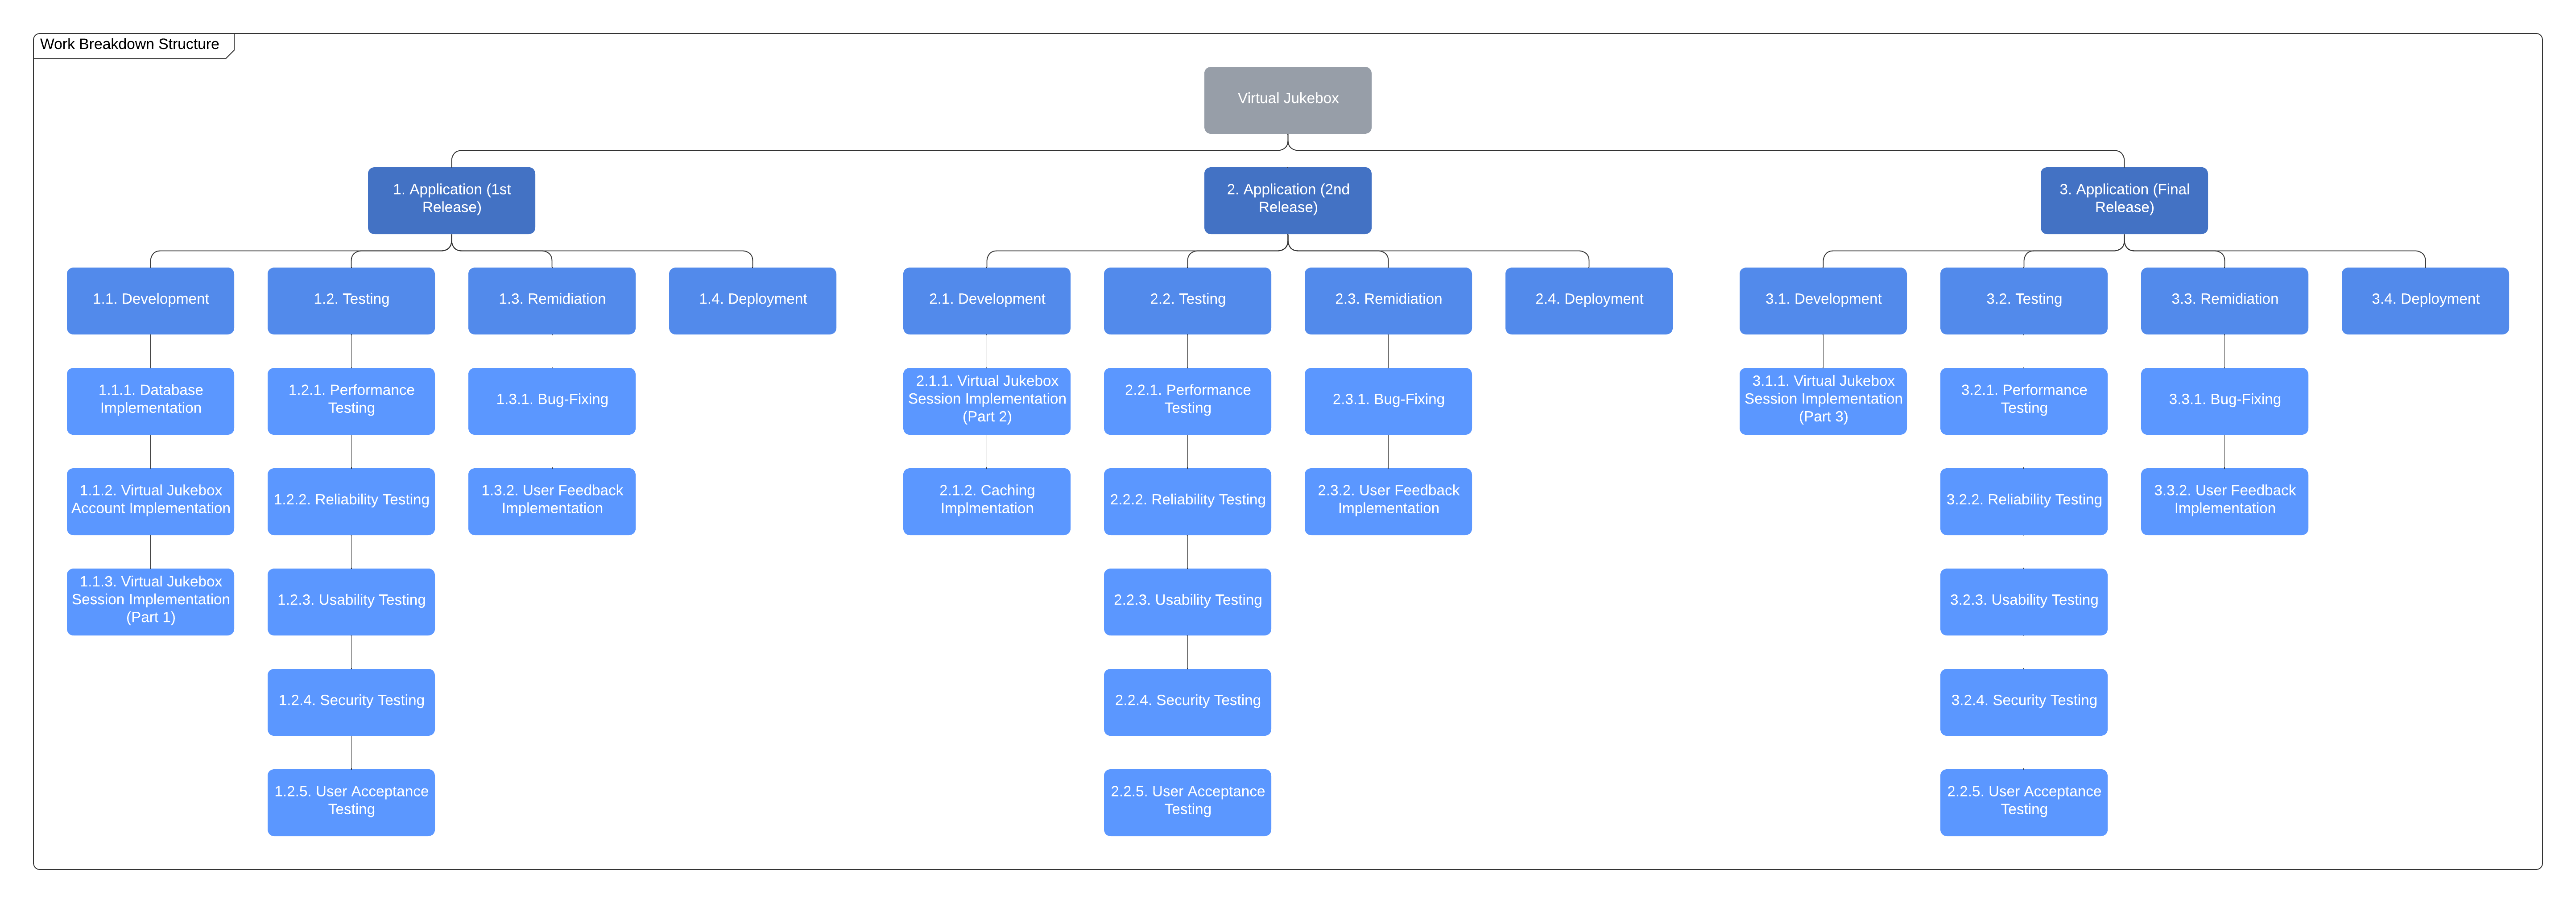 Work Breakdown Structure
Virtual Jukebox
1. Application (1st
Release)
2. Application (2nd
Release)
3. Application (Final
Release)
1.1. Development
1.2. Testing
1.3. Remidiation
1.4. Deployment
2.1. Development
2.2. Testing
2.3. Remidiation
2.4. Deployment
3.1. Development
3.2. Testing
3.3. Remidiation
3.4. Deployment
1.1.1. Database
Implementation
1.2.1. Performance
Testing
1.3.1. Bug-Fixing
2.1.1. Virtual Jukebox
Session Implementation
(Part 2)
2.2.1. Performance
Testing
2.3.1. Bug-Fixing
3.1.1. Virtual Jukebox
Session Implementation
(Part 3)
3.2.1. Performance
Testing
3.3.1. Bug-Fixing
1.1.2. Virtual Jukebox
Account Implementation
1.2.2. Reliability Testing
1.3.2. User Feedback
Implementation
2.1.2. Caching
Implmentation
2.2.2. Reliability Testing
2.3.2. User Feedback
Implementation
3.2.2. Reliability Testing
3.3.2. User Feedback
Implementation
1.1.3. Virtual Jukebox
Session Implementation
(Part 1)
1.2.3. Usability Testing
2.2.3. Usability Testing
3.2.3. Usability Testing
1.2.4. Security Testing
2.2.4. Security Testing
3.2.4. Security Testing
1.2.5. User Acceptance
Testing
2.2.5. User Acceptance
Testing
2.2.5. User Acceptance
Testing